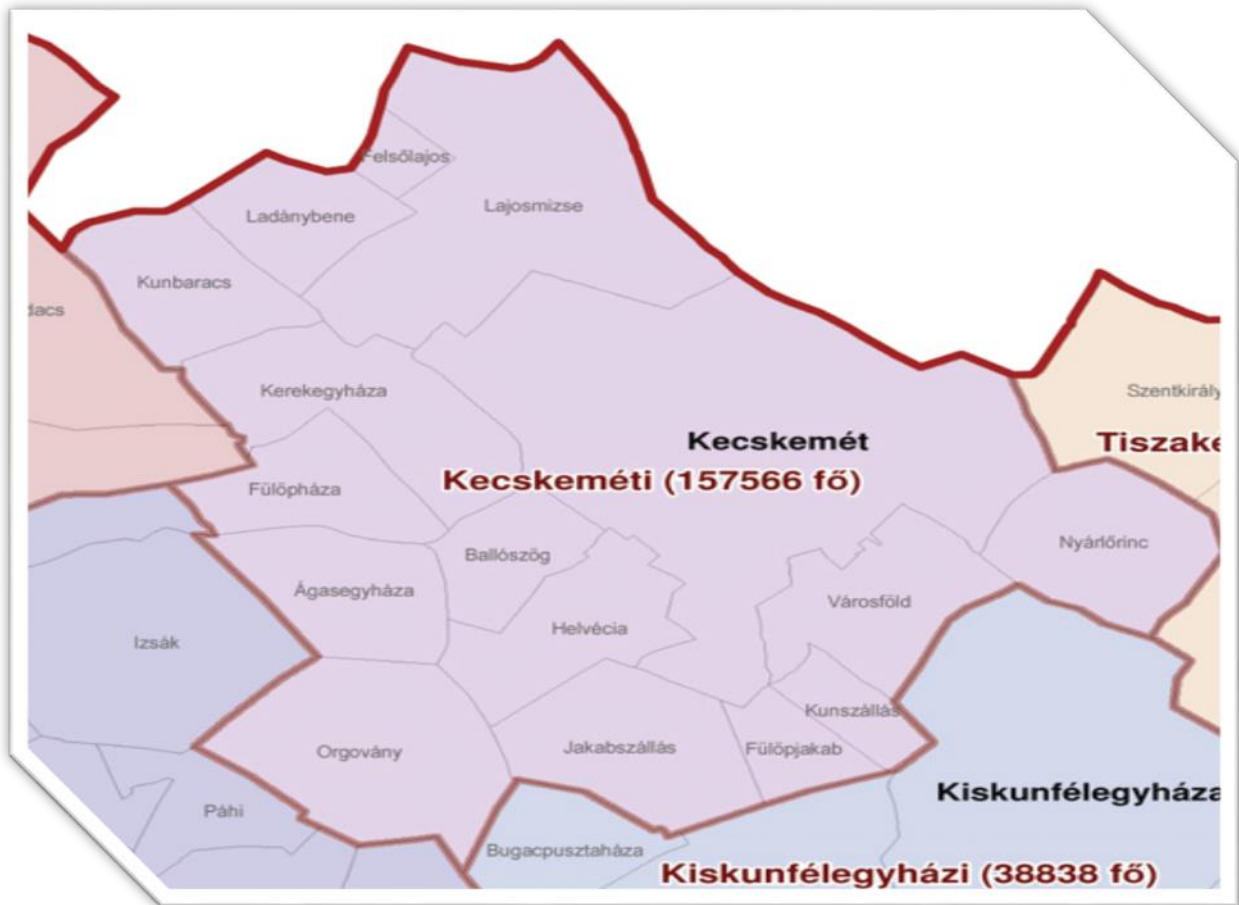 Felsőlajos
Lajosmizse
Ladánybene
Kunbaracs
dacs
Kerekegyháza
Szentkirály
Kecskemét
Tiszaké
Kecskeméti (157566 fő)
Fülöpháza
Ballószög
Nyárlőrinc
Ágasegyháza
Városföld
Helvécia
Izsák
Kunszállás
Orgovány
Jakabszállás
Fülöpjakab
Kiskunfélegyháza
Páhi
Bugacpusztaháza
Kiskunfélegyházi (38838 fő)